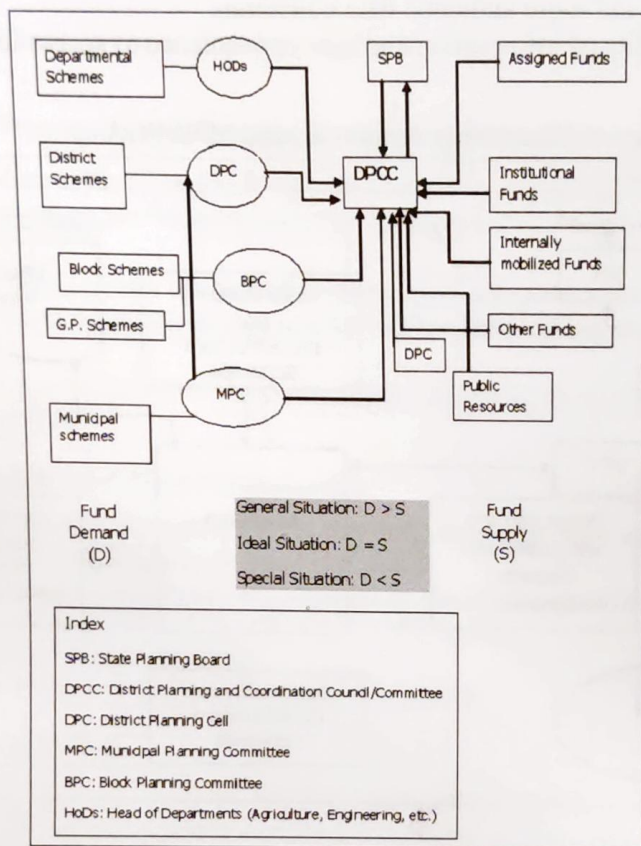 Departmental
Schemes
HODs
SPB
Assigned Funds
District
Schemes
DPC
DPCC
Institutional
Funds
Internally
mobilized Funds
Block Schemes
BPC
G.P. Schemes
Other Funds
DPC
MPC
Public
Resources
Municipal
schemes
Fund
Demand
(D)
General Situation: D > S
Ideal Situation: D = S
Special Situation: D < S
Fund
Supply
(S)
Index
SPB: State Planning Board
DPCC: District Planning and Coordination Council/Committee
DPC: District Planning Cell
MPC: Municipal Planning Committee
BPC: Block Planning Committee
HoDs: Head of Departments (Agriculture, Engineering, etc.)